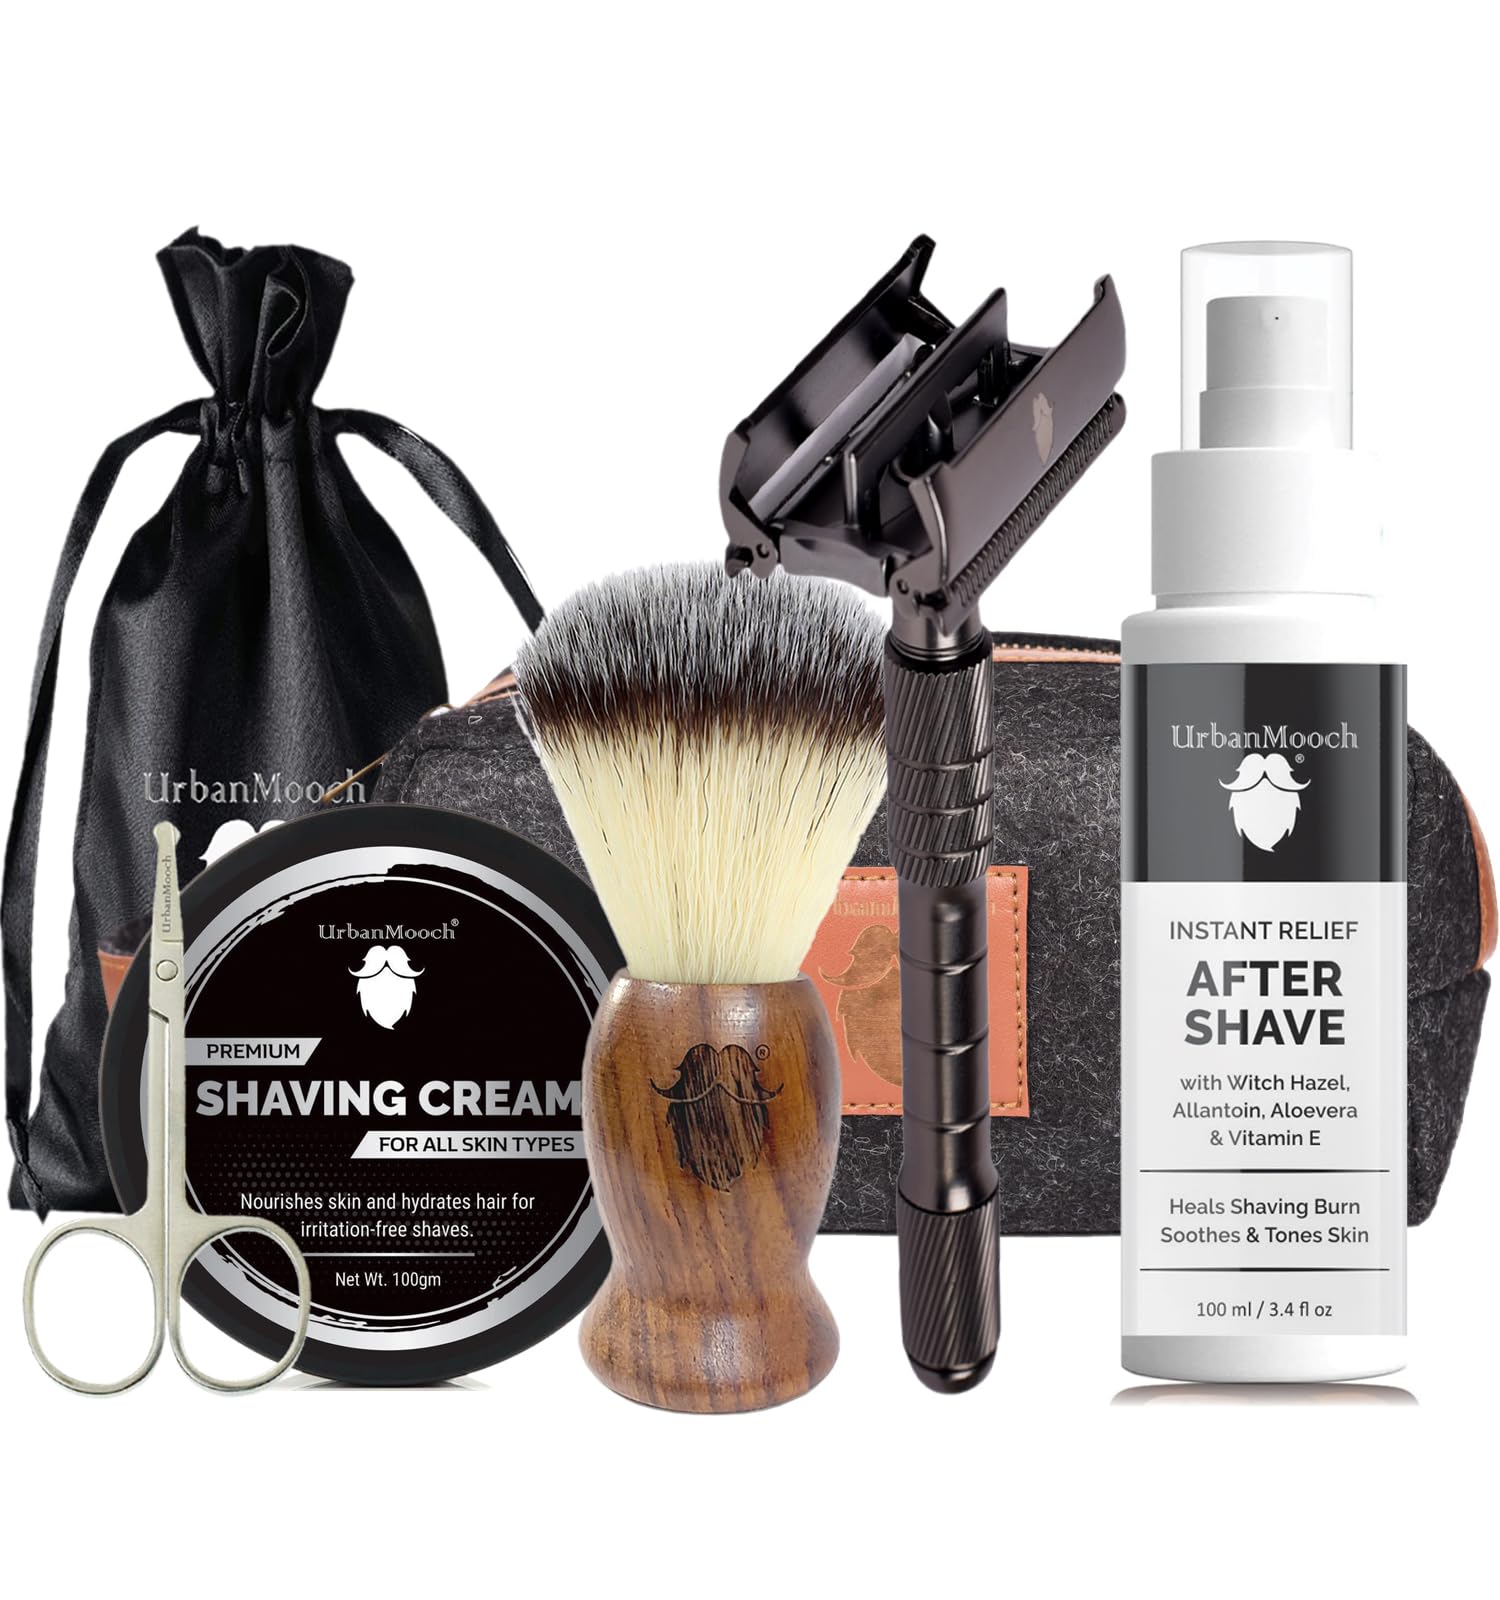 UrbanMooch
UrbanMooch
UrbanMooch®
PREMIUM
SHAVING CREAM
FOR ALL SKIN TYPES
Nourishes skin and hydrates hair for
irritation-free shaves.
Net Wt. 100gm
®
UrbanMooch
®
INSTANT RELIEF
AFTER
SHAVE
with Witch Hazel,
Allantoin, Aloevera
& Vitamin E
Heals Shaving Burn
Soothes & Tones Skin
100 ml / 3.4 fl oz